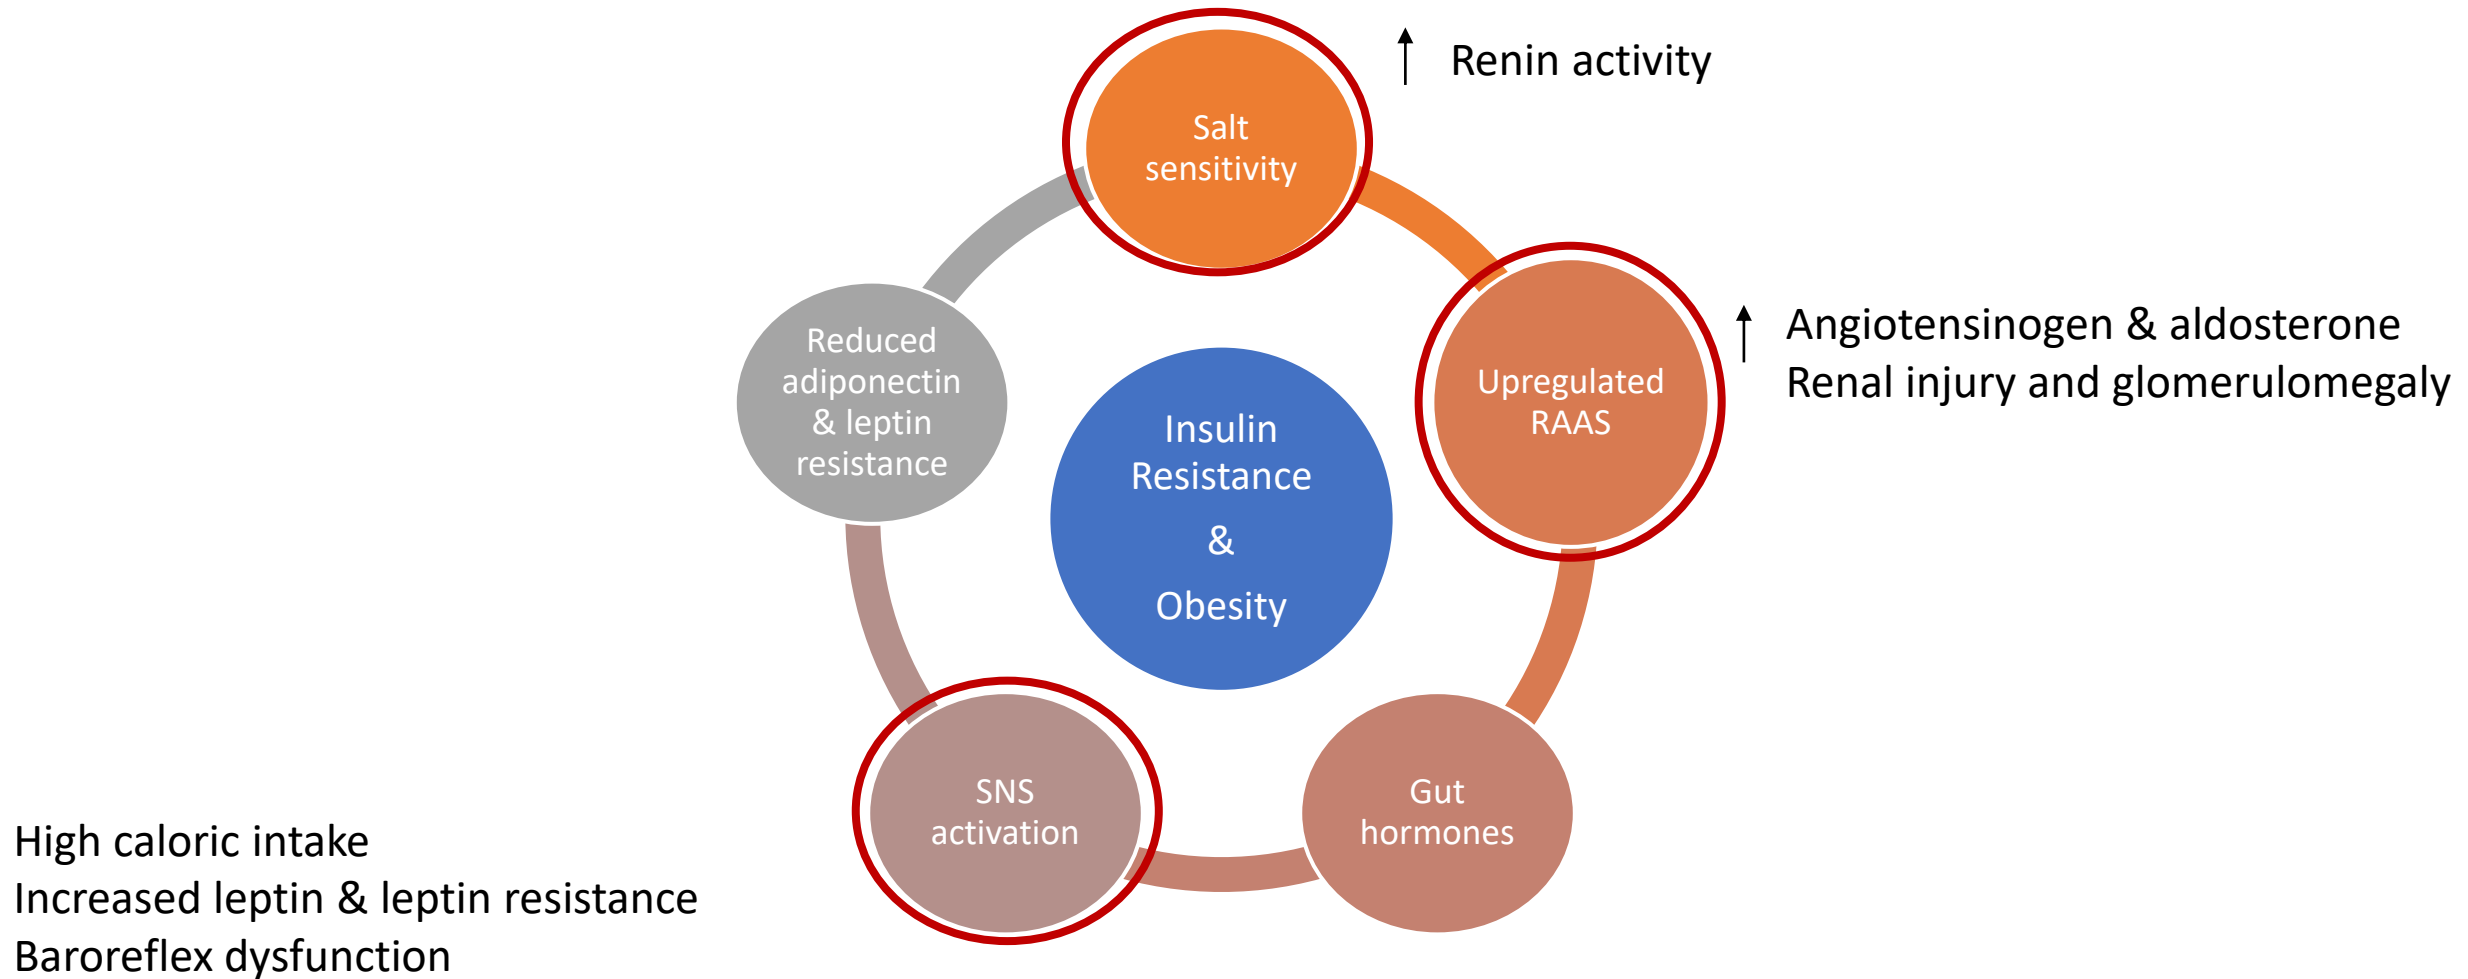 Renin activity
Salt
sensitivity
Angiotensinogen & aldosterone
Renal injury and glomerulomegaly
Upregulated
RAAS
Reduced
adiponectin
& leptin
resistance
Insulin
Resistance
&
Obesity
SNS
activation
Gut
hormones
High caloric intake
Increased leptin & leptin resistance
Baroreflex dysfunction